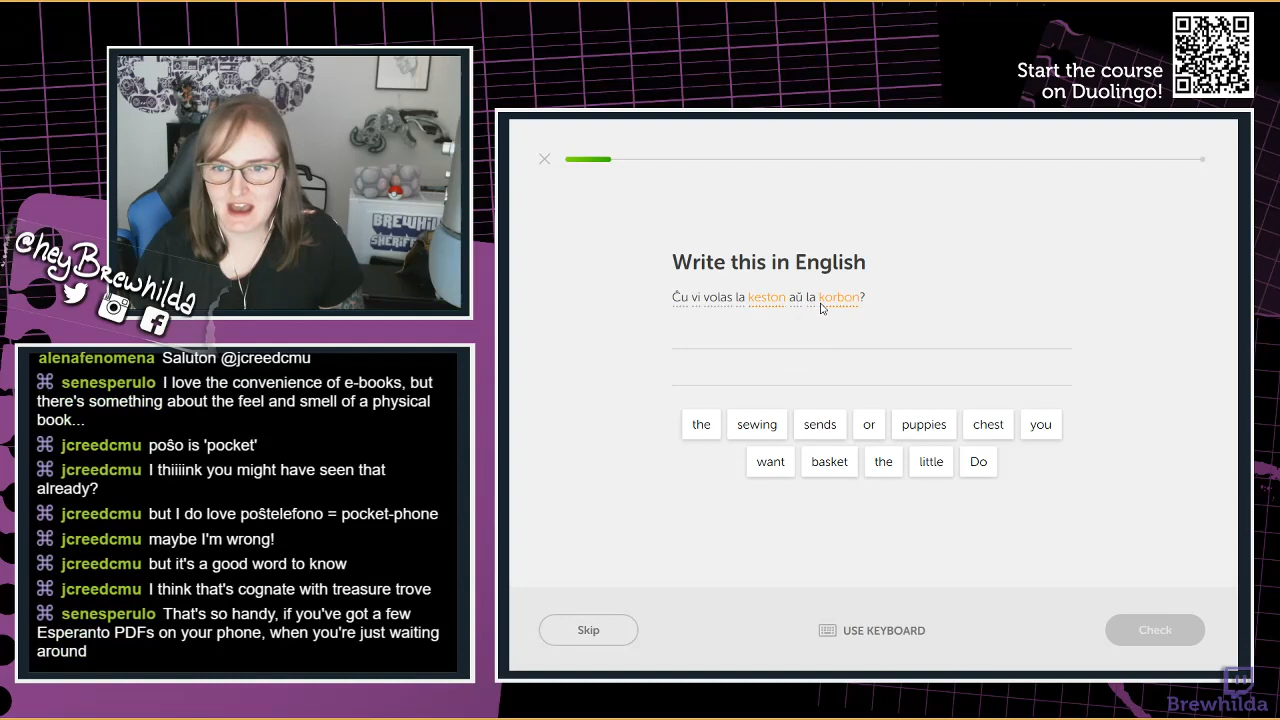 Start the course
on Duolingo!
@heyBrewhilda
BREWHIL
SHERIFF
alenafenomena Saluton @jcreedcmu
senesperulo I love the convenience of e-books, but
there's something about the feel and smell of a physical
book...
jcreedcmu poŝo is 'pocket'
jcreedcmu I thiiiink you might have seen that
already?
jcreedcmu but I do love poŝtelefono = pocket-phone
jcreedcmu maybe I'm wrong!
jcreedcmu but it's a good word to know
jcreedcmu I think that's cognate with treasure trove
senesperulo That's so handy, if you've got a few
Esperanto PDFs on your phone, when you're just waiting
around
Write this in English
Ĉu vi volas la keston aŭ la korbon?
the sewing sends or puppies chest you
want basket the little Do
Skip
USE KEYBOARD
Check
Brewhilda